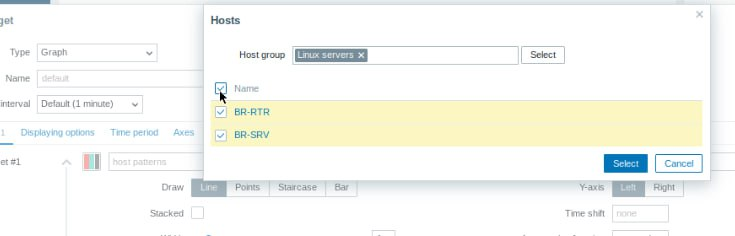 get
Hosts
×
Type Graph
Host group Linux servers × Select
Name default
Name
interval Default (1 minute)
BR-RTR
1 Displaying options Time period Axes
BR-SRV
et #1 host patterns
Select Cancel
Draw Line Points Staircase Bar Y-axis Left Right
Stacked Time shift none